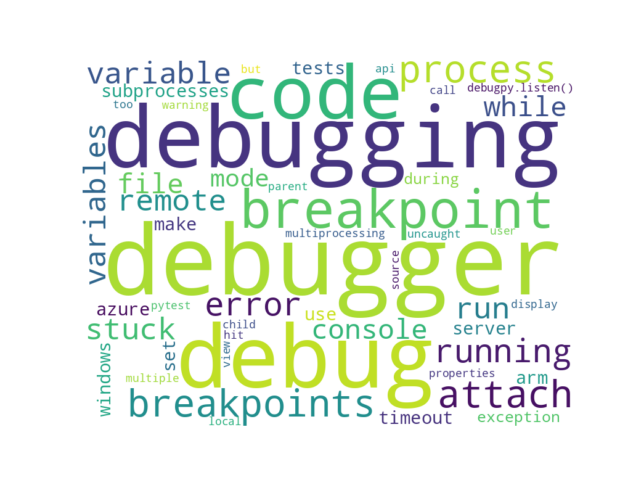 but tests api process
variable
subprocesses code call debugpy.listen()
too warning while
debugging
variables
file mode parent during
remote breakpoint
make multiprocessing uncaught user
debugger
source
azure pytest error use run display
stuck child console server
hit
windows set view debug running
multiple properties arm
breakpoints attach
local timeout exception